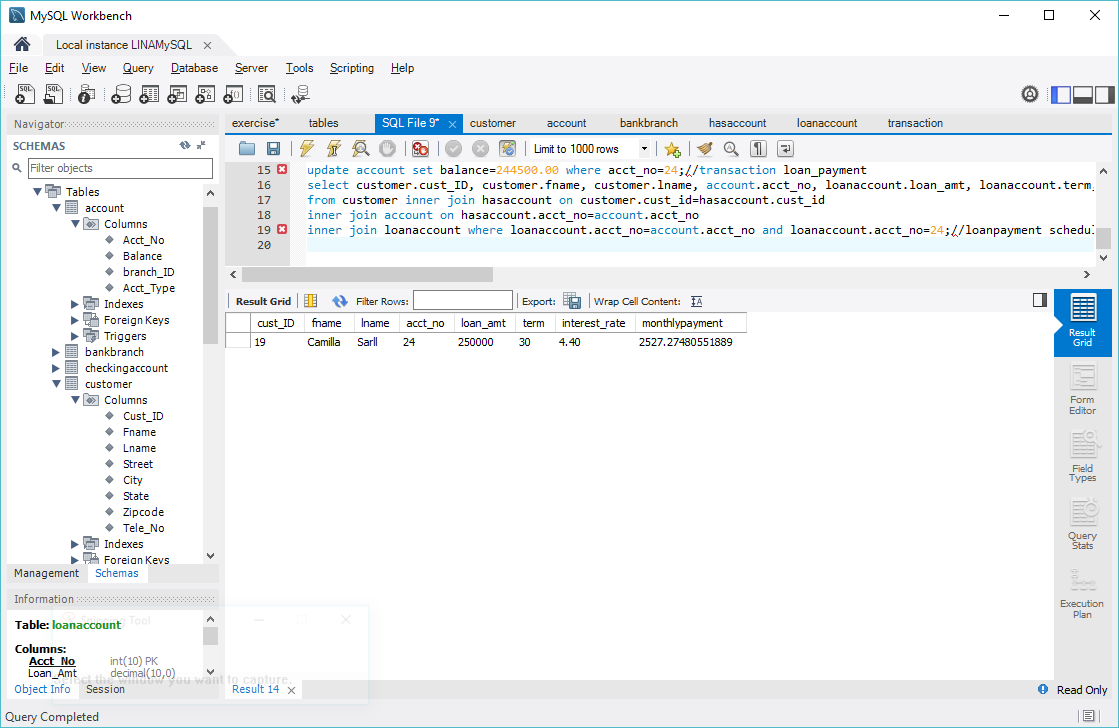 MySQL Workbench
Local instance LINAMySQL
File Edit View Query Database Server Tools Scripting Help
Navigator
SCHEMAS
Filter objects
Tables
account
Columns
Acct_No
Balance
branch_ID
Acct_Type
Indexes
Foreign Keys
Triggers
bankbranch
checkingaccount
customer
Columns
Cust_ID
Fname
Lname
Street
City
State
Zipcode
Tele_No
Indexes
Foreign Keys
Management Schemas
Information
Table: loanaccount
Columns:
Acct_No int(10) PK
Loan_Amt decimal(10,0)
Select the window you want to capture.
Object Info Session
exercise* tables SQL File 9* customer account bankbranch hasaccount loanaccount transaction
Limit to 1000 rows
15 update account set balance=244500.00 where acct_no=24;//transaction loan_payment
16 select customer.cust_ID, customer.fname, customer.lname, account.acct_no, loanaccount.loan_amt, loanaccount.term,
17 from customer inner join hasaccount on customer.cust_id=hasaccount.cust_id
18 inner join account on hasaccount.acct_no=account.acct_no
19 inner join loanaccount where loanaccount.acct_no=account.acct_no and loanaccount.acct_no=24;//loanpayment schedul
20
Result Grid Filter Rows: Export: Wrap Cell Content:
cust_ID fname lname acct_no loan_amt term interest_rate monthlypayment
19 Camilla Sarll 24 250000 30 4.40 2527.27480551889
Result Grid
Form Editor
Field Types
Query Stats
Execution Plan
Result 14
Read Only
Query Completed